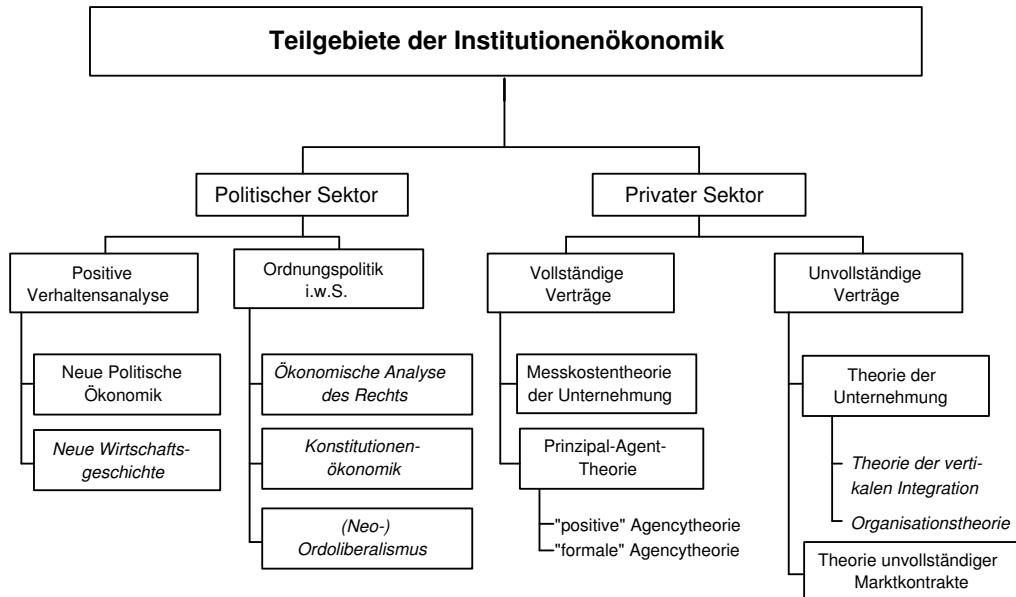 Teilgebiete der Institutionenökonomik
Politischer Sektor
Privater Sektor
Positive
Verhaltensanalyse
Ordnungspolitik
i.w.S.
Vollständige
Verträge
Unvollständige
Verträge
Neue Politische
Ökonomik
Neue Wirtschafts-
geschichte
Ökonomische Analyse
des Rechts
Konstitutionen-
ökonomik
(Neo-)
Ordoliberalismus
Messkostentheorie
der Unternehmung
Prinzipal-Agent-
Theorie
"positive" Agencytheorie
"formale" Agencytheorie
Theorie der
Unternehmung
Theorie der verti-
kalen Integration
Organisationstheorie
Theorie unvollständiger
Marktkontrakte